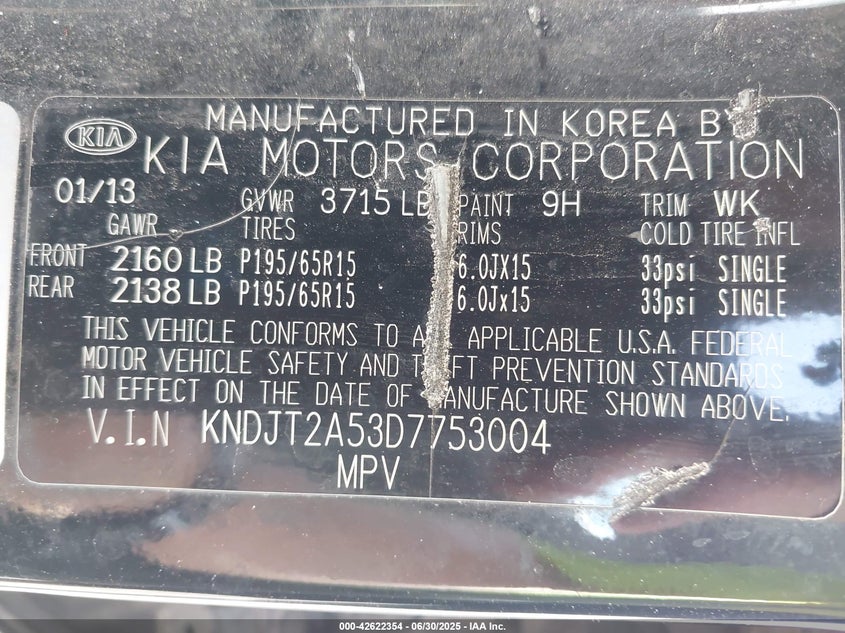 MANUFACTURED IN KOREA BY
KIA KIA MOTORS CORPORATION
01/13 GVWR 3715 LB PAINT 9H TRIM WK
GAWR TIRES RIMS COLD TIRE INFL
FRONT 2160 LB P195/65R15 6.0JX15 33psi SINGLE
REAR 2138 LB P195/65R15 6.0Jx15 33psi SINGLE
THIS VEHICLE CONFORMS TO ALL APPLICABLE U.S.A. FEDERAL
MOTOR VEHICLE SAFETY AND THEFT PREVENTION STANDARDS
IN EFFECT ON THE DATE OF MANUFACTURE SHOWN ABOVE.
V.I.N KNDJT2A53D7753004
MPV
000-42622354 - 06/30/2025 - IAA Inc.